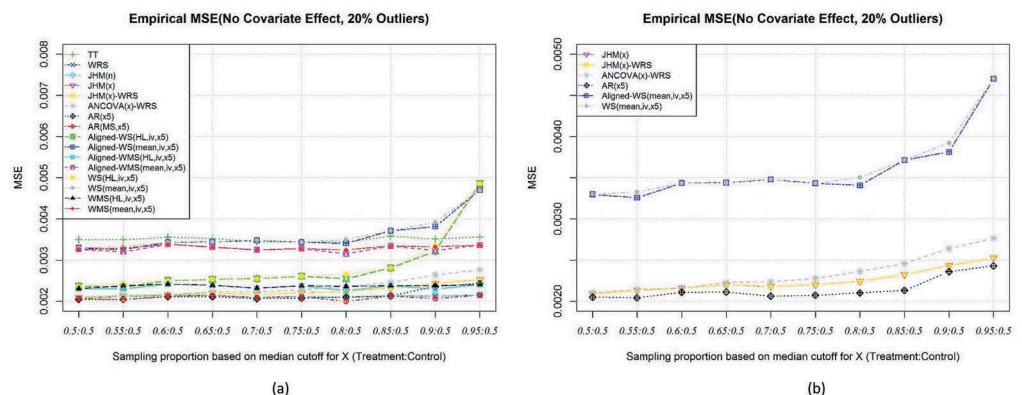 Empirical MSE(No Covariate Effect, 20% Outliers)
MSE
0.008
0.007
0.006
0.005
0.004
0.003
0.002
TT
WRS
JHM(n)
JHM(x)
JHM(x)-WRS
ANCOVA(x)-WRS
AR(x5)
AR(MS,x5)
Aligned-WS(HL,iv,x5)
Aligned-WS(mean,iv,x5)
Aligned-WMS(HL,iv,x5)
Aligned-WMS(mean,iv,x5)
WS(HL,iv,x5)
WS(mean,iv,x5)
WMS(HL,iv,x5)
WMS(mean,iv,x5)
0.5:0.5 0.55:0.5 0.6:0.5 0.65:0.5 0.7:0.5 0.75:0.5 0.8:0.5 0.85:0.5 0.9:0.5 0.95:0.5
Sampling proportion based on median cutoff for X (Treatment:Control)
(a)
Empirical MSE(No Covariate Effect, 20% Outliers)
MSE
0.0050
0.0040
0.0030
0.0020
JHM(x)
JHM(x)-WRS
ANCOVA(x)-WRS
AR(x5)
Aligned-WS(mean,iv,x5)
WS(mean,iv,x5)
0.5:0.5 0.55:0.5 0.6:0.5 0.65:0.5 0.7:0.5 0.75:0.5 0.8:0.5 0.85:0.5 0.9:0.5 0.95:0.5
Sampling proportion based on median cutoff for X (Treatment:Control)
(b)